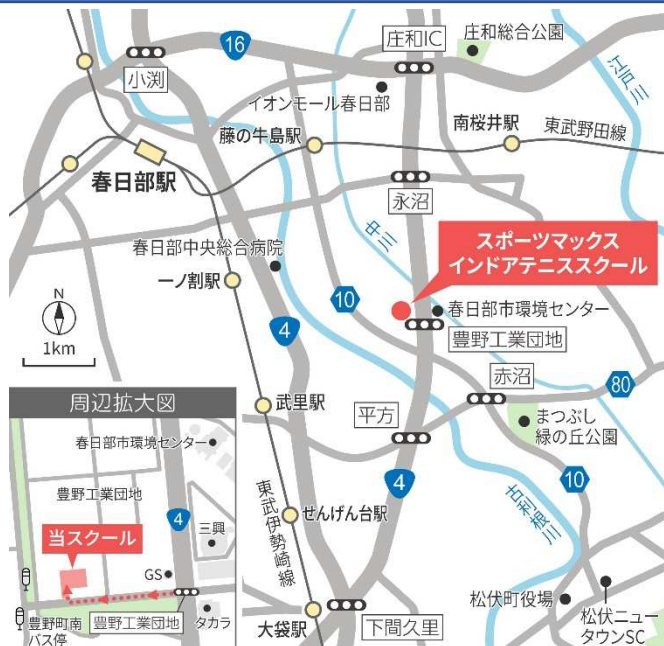 16
庄和IC
庄和総合公園
江戸川
小渕
イオンモール春日部
中川
藤の牛島駅
南桜井駅
東武野田線
春日部駅
永沼
スポーツマックス
インドアテニススクール
春日部中央総合病院
一ノ割駅
10
春日部市環境センター
N
1km
4
豊野工業団地
80
赤沼
武里駅
平方
まつぶし
緑の丘公園
4
10
東武伊勢崎線
せんげん台駅
古利根川
大袋駅
下間久里
松伏町役場
松伏ニュー
タウンSC
周辺拡大図
春日部市環境センター
豊野工業団地
4
三興
当スクール
GS
豊野町南
バス停
豊野工業団地
タカラ